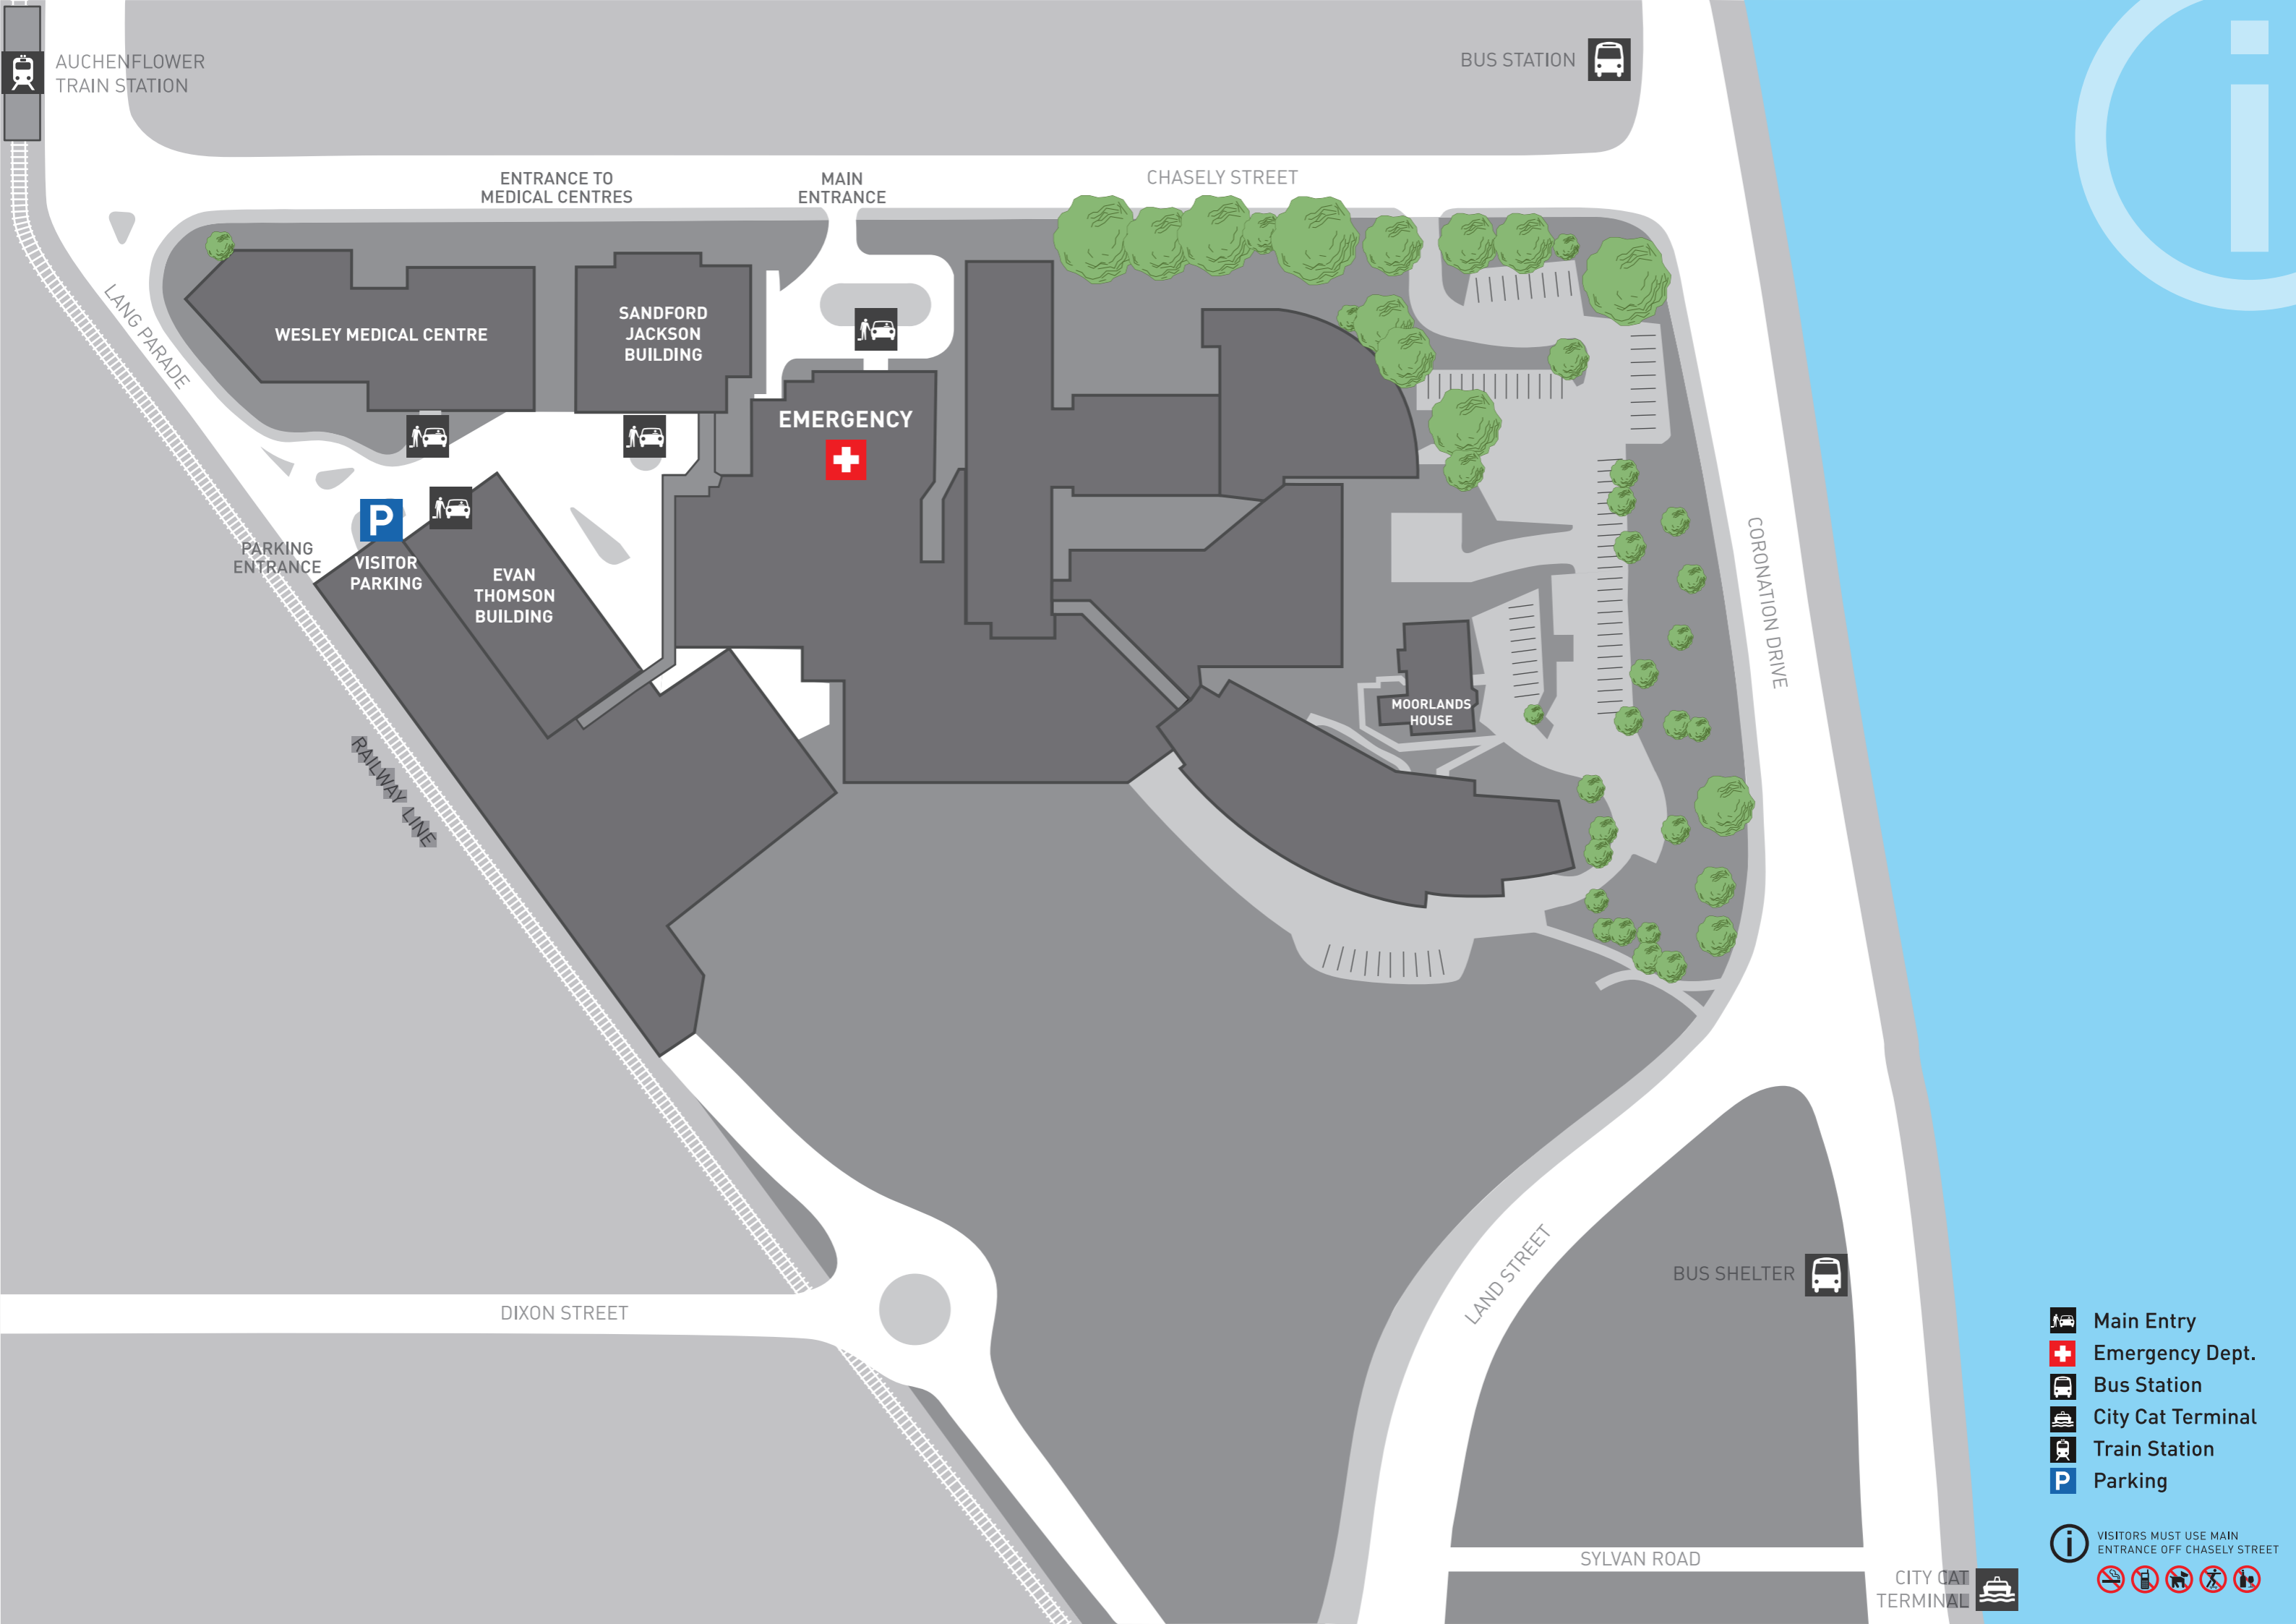 AUCHENFLOWER
TRAIN STATION
BUS STATION
ENTRANCE TO
MEDICAL CENTRES
MAIN
ENTRANCE
CHASELY STREET
LANG PARADE
WESLEY MEDICAL CENTRE
SANDFORD
JACKSON
BUILDING
EMERGENCY
P
PARKING
ENTRANCE
VISITOR
PARKING
EVAN
THOMSON
BUILDING
CORONATION DRIVE
MOORLANDS
HOUSE
RAILWAY LINE
LAND STREET
BUS SHELTER
DIXON STREET
SYLVAN ROAD
CITY CAT
TERMINAL
Main Entry
Emergency Dept.
Bus Station
City Cat Terminal
Train Station
P Parking
i
VISITORS MUST USE MAIN
ENTRANCE OFF CHASELY STREET
i